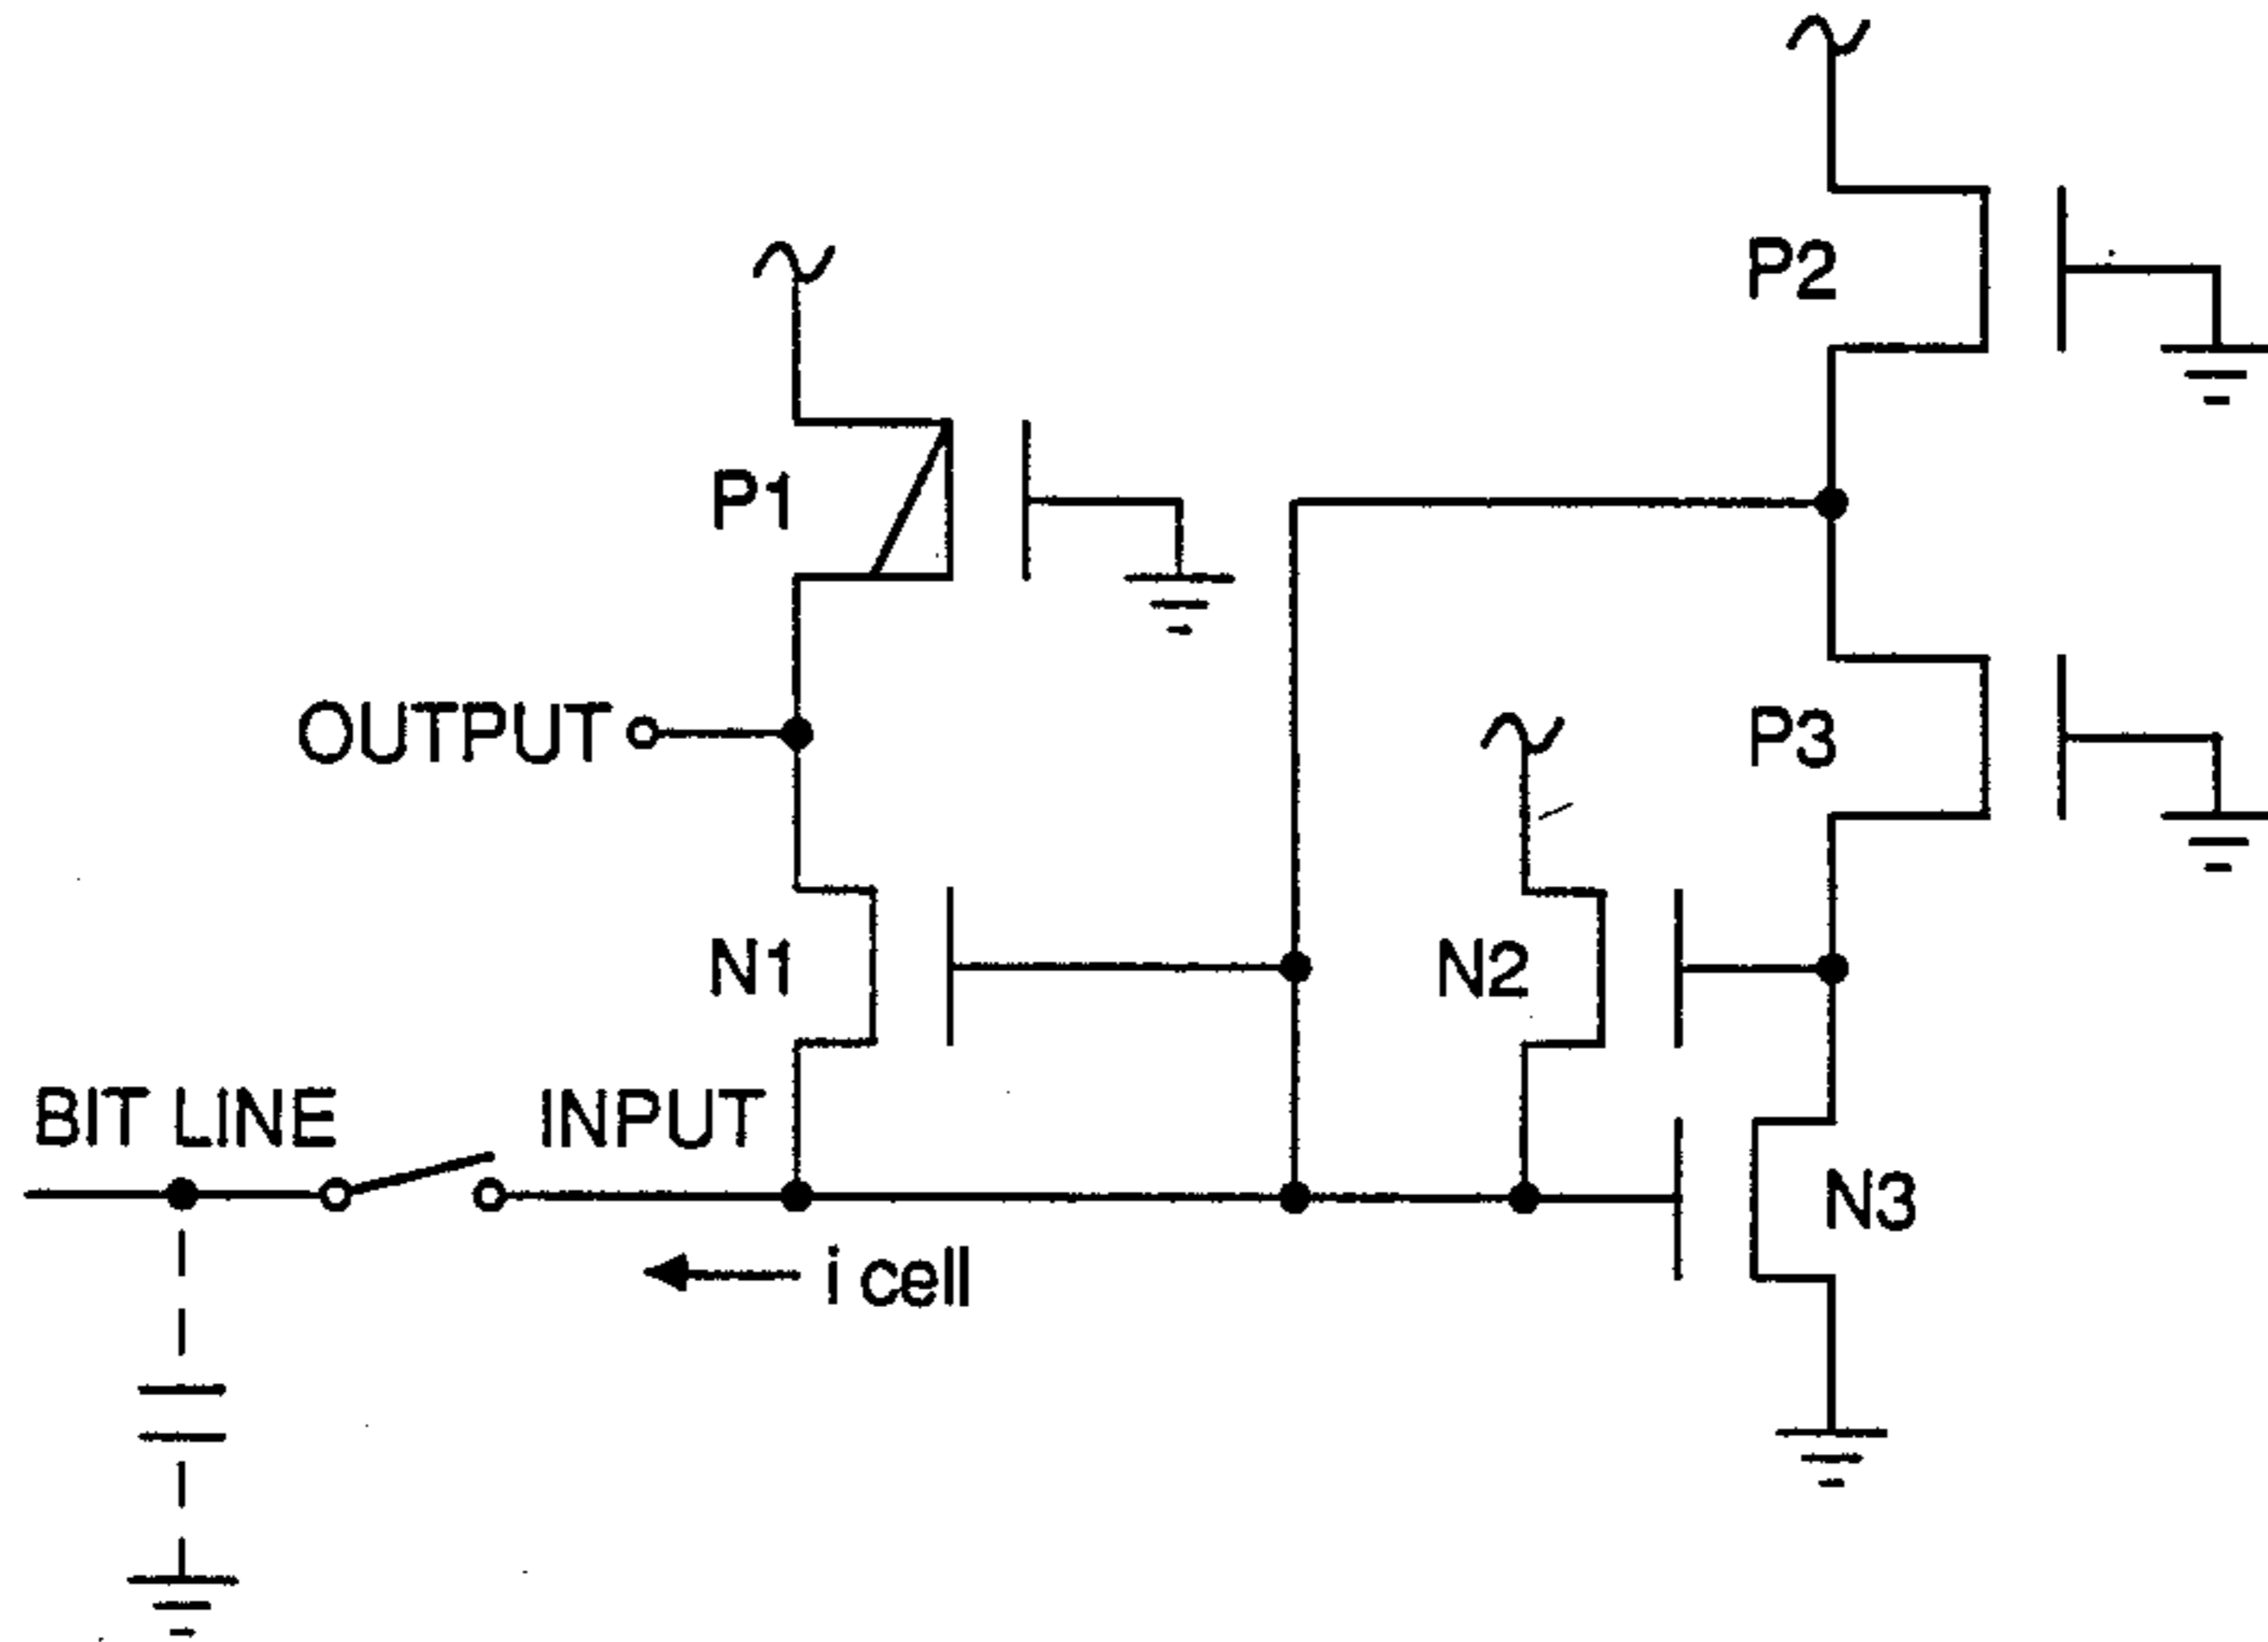 P2
P1
OUTPUT
P3
N1
N2
BIT LINE
INPUT
N3
i cell